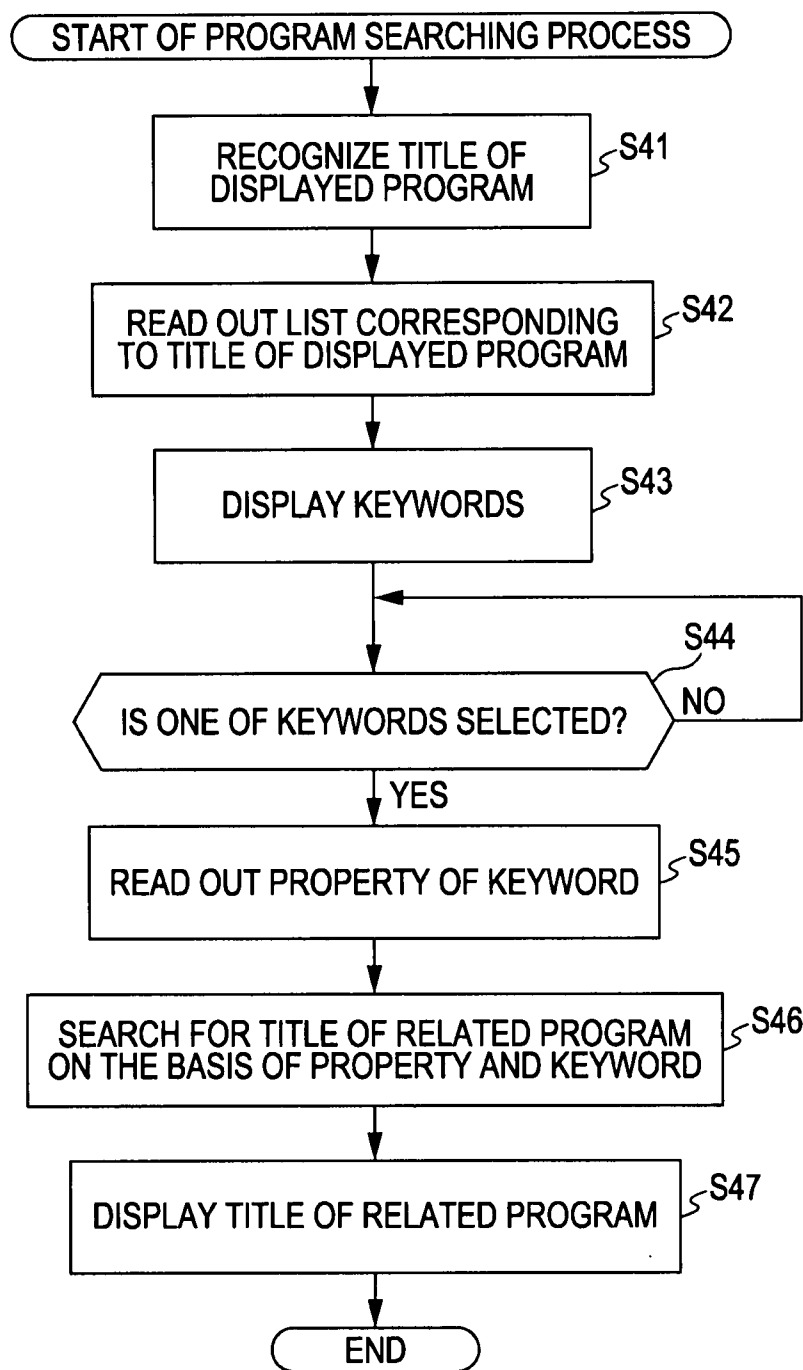 START OF PROGRAM SEARCHING PROCESS
RECOGNIZE TITLE OF
DISPLAYED PROGRAM
S41
READ OUT LIST CORRESPONDING
TO TITLE OF DISPLAYED PROGRAM
S42
DISPLAY KEYWORDS
S43
S44
IS ONE OF KEYWORDS SELECTED?
NO
YES
READ OUT PROPERTY OF KEYWORD
S45
SEARCH FOR TITLE OF RELATED PROGRAM
ON THE BASIS OF PROPERTY AND KEYWORD
S46
DISPLAY TITLE OF RELATED PROGRAM
S47
END